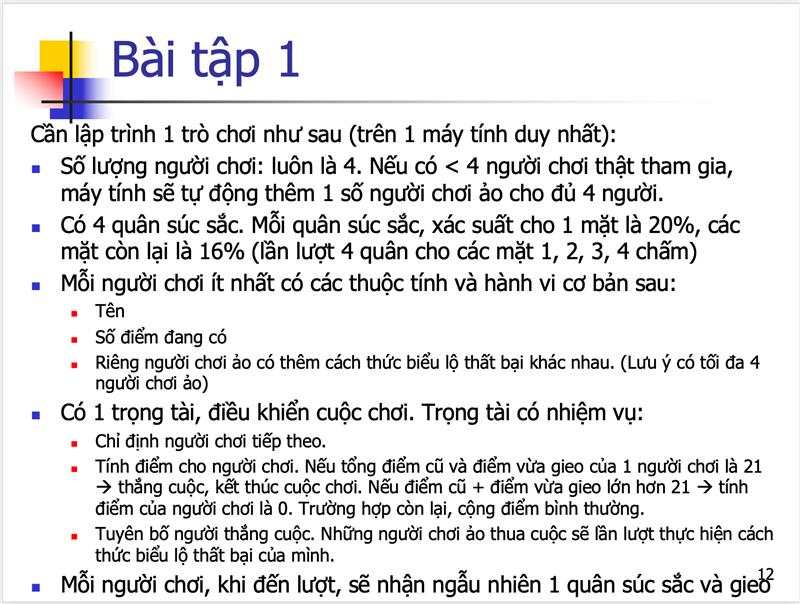 Bài tập 1
Cần lập trình 1 trò chơi như sau (trên 1 máy tính duy nhất):
Số lượng người chơi: luôn là 4. Nếu có < 4 người chơi thật tham gia,
máy tính sẽ tự động thêm 1 số người chơi ảo cho đủ 4 người.
Có 4 quân súc sắc. Mỗi quân súc sắc, xác suất cho 1 mặt là 20%, các
mặt còn lại là 16% (lần lượt 4 quân cho các mặt 1, 2, 3, 4 chấm)
Mỗi người chơi ít nhất có các thuộc tính và hành vi cơ bản sau:
Tên
Số điểm đang có
Riêng người chơi ảo có thêm cách thức biểu lộ thất bại khác nhau. (Lưu ý có tối đa 4
người chơi ảo)
Có 1 trọng tài, điều khiển cuộc chơi. Trọng tài có nhiệm vụ:
Chỉ định người chơi tiếp theo.
Tính điểm cho người chơi. Nếu tổng điểm cũ và điểm vừa gieo của 1 người chơi là 21
→ thắng cuộc, kết thúc cuộc chơi. Nếu điểm cũ + điểm vừa gieo lớn hơn 21 → tính
điểm của người chơi là 0. Trường hợp còn lại, cộng điểm bình thường.
Tuyên bố người thắng cuộc. Những người chơi ảo thua cuộc sẽ lần lượt thực hiện cách
thức biểu lộ thất bại của mình.
Mỗi người chơi, khi đến lượt, sẽ nhận ngẫu nhiên 1 quân súc sắc và gieo
12